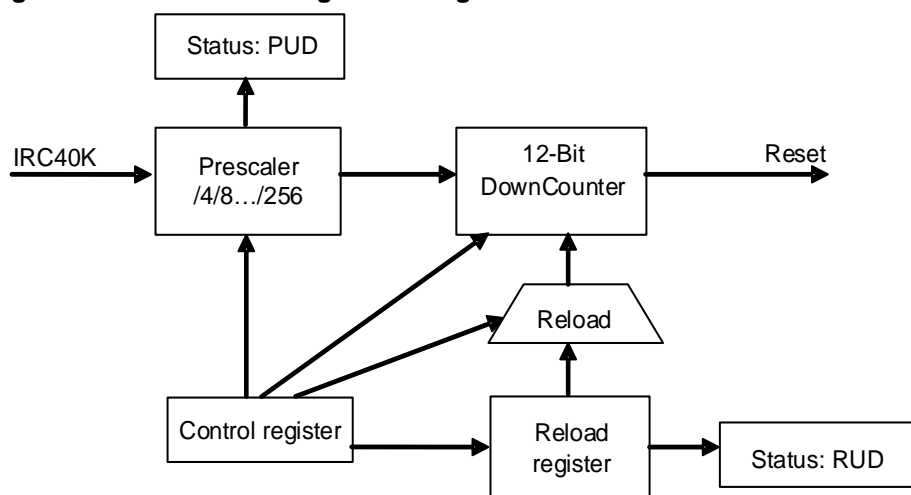 Status: PUD
IRC40K
Prescaler
/4/8.../256
12-Bit
DownCounter
Reset
Reload
Control register
Reload
register
Status: RUD